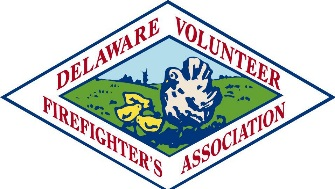 DELAWARE VOLUNTEER
FIREFIGHTER'S ASSOCIATION